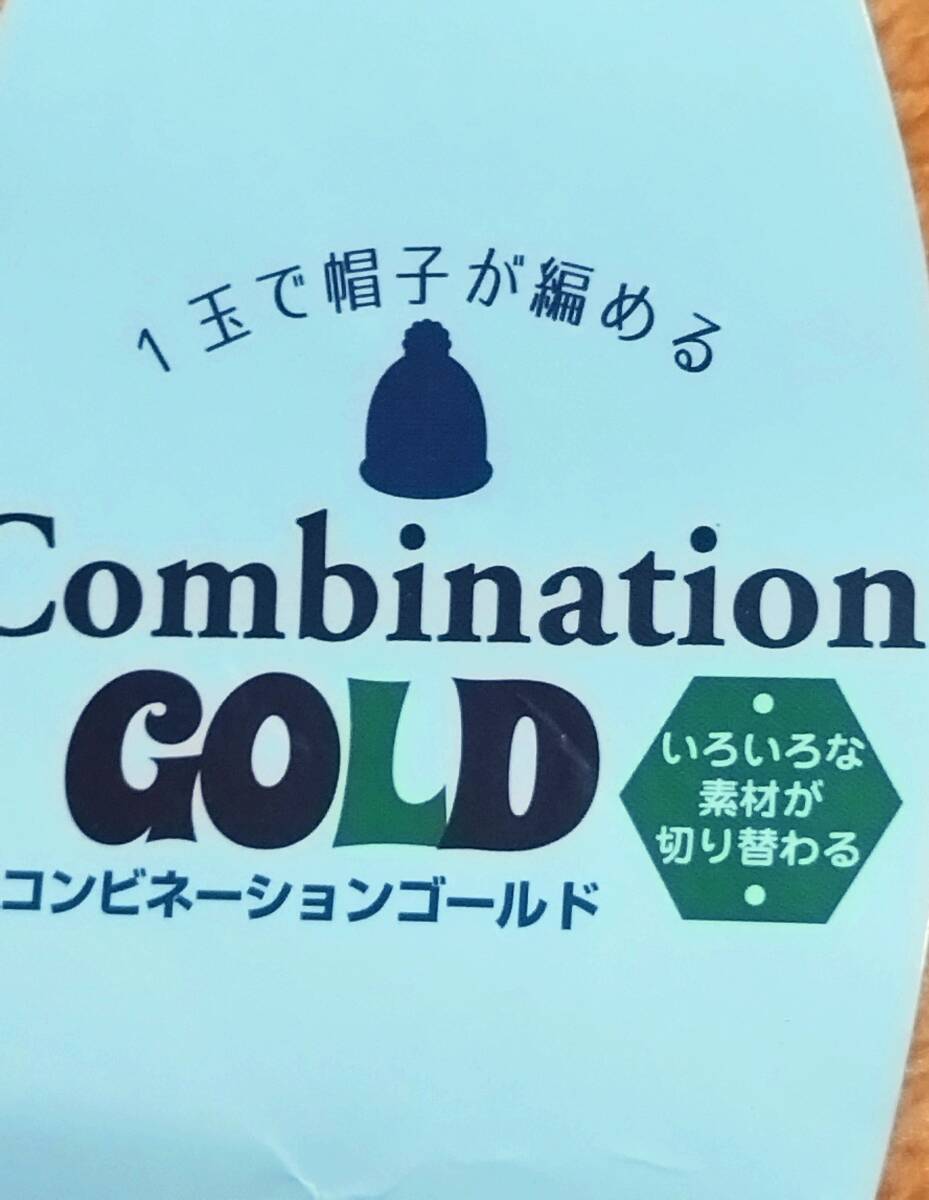 1玉で帽子が編める
Combination
GOLD
コンビネーションゴールド
いろいろな
素材が
切り替わる